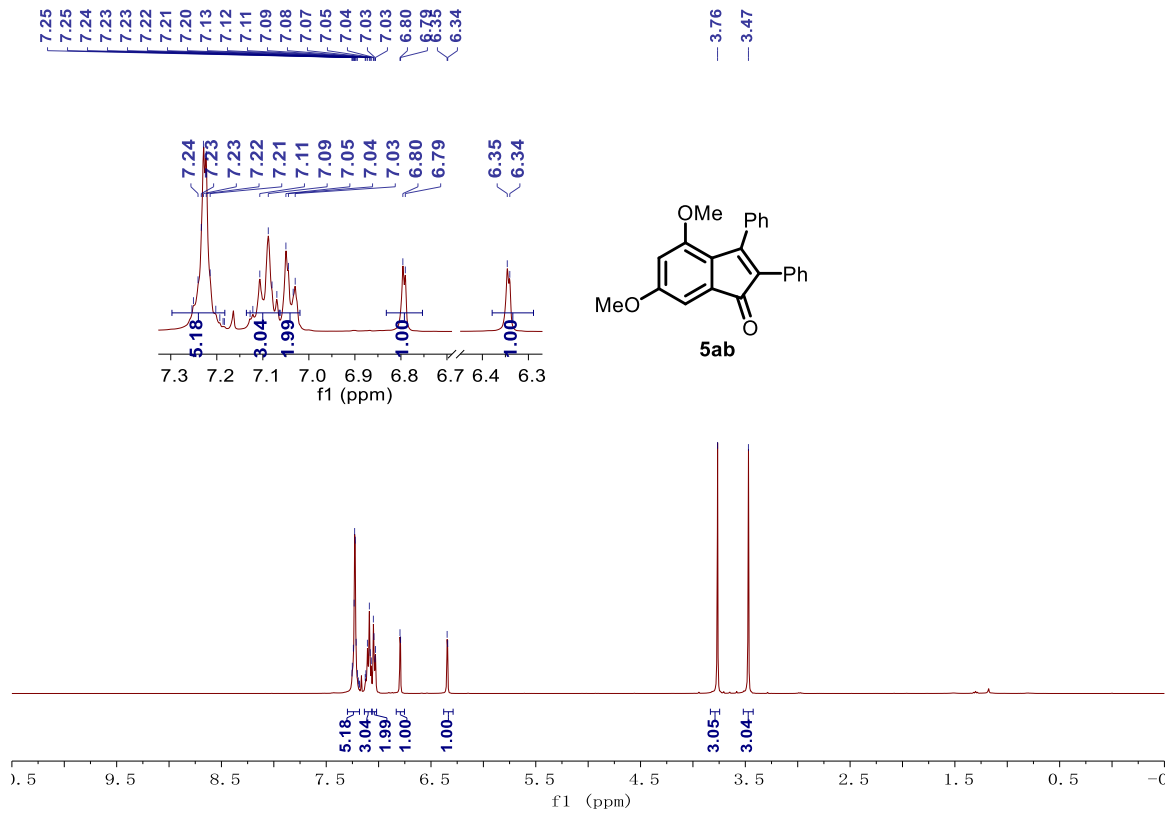 7.25 7.25 7.24 7.23 7.23 7.22 7.21 7.20 7.13 7.12 7.11 7.09 7.08 7.07 7.05 7.04 7.03 7.03 6.80 6.79 6.35 6.34 3.76 3.47
7.24 7.23 7.23 7.22 7.21 7.11 7.09 7.05 7.04 7.03 6.80 6.79 6.35 6.34
OMe Ph
Ph
MeO
O
5ab
5.18 3.04 1.99 1.00 1.00
7.3 7.2 7.1 7.0 6.9 6.8 6.7 6.4 6.3
f1 (ppm)
5.18 3.04 1.99 1.00 1.00 3.05 3.04
).5 9.5 8.5 7.5 6.5 5.5 4.5 3.5 2.5 1.5 0.5 -0
f1 (ppm)